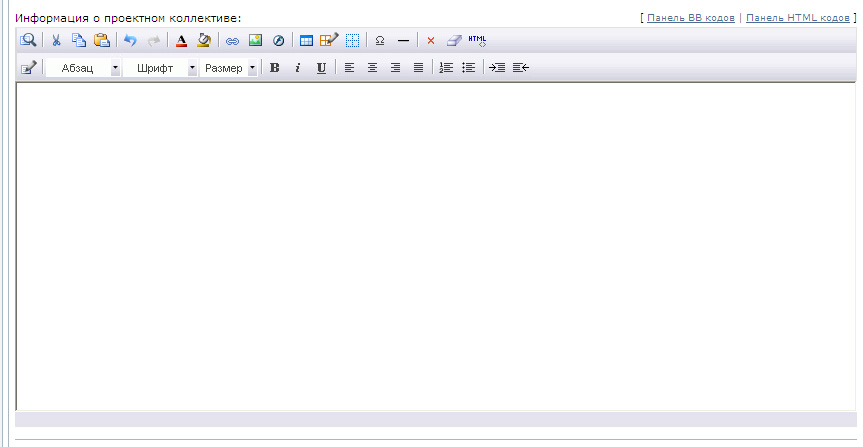 Информация о проектном коллективе: [ Панель BB кодов | Панель HTML кодов ]
A Ω HTML
Абзац Шрифт Размер B i U